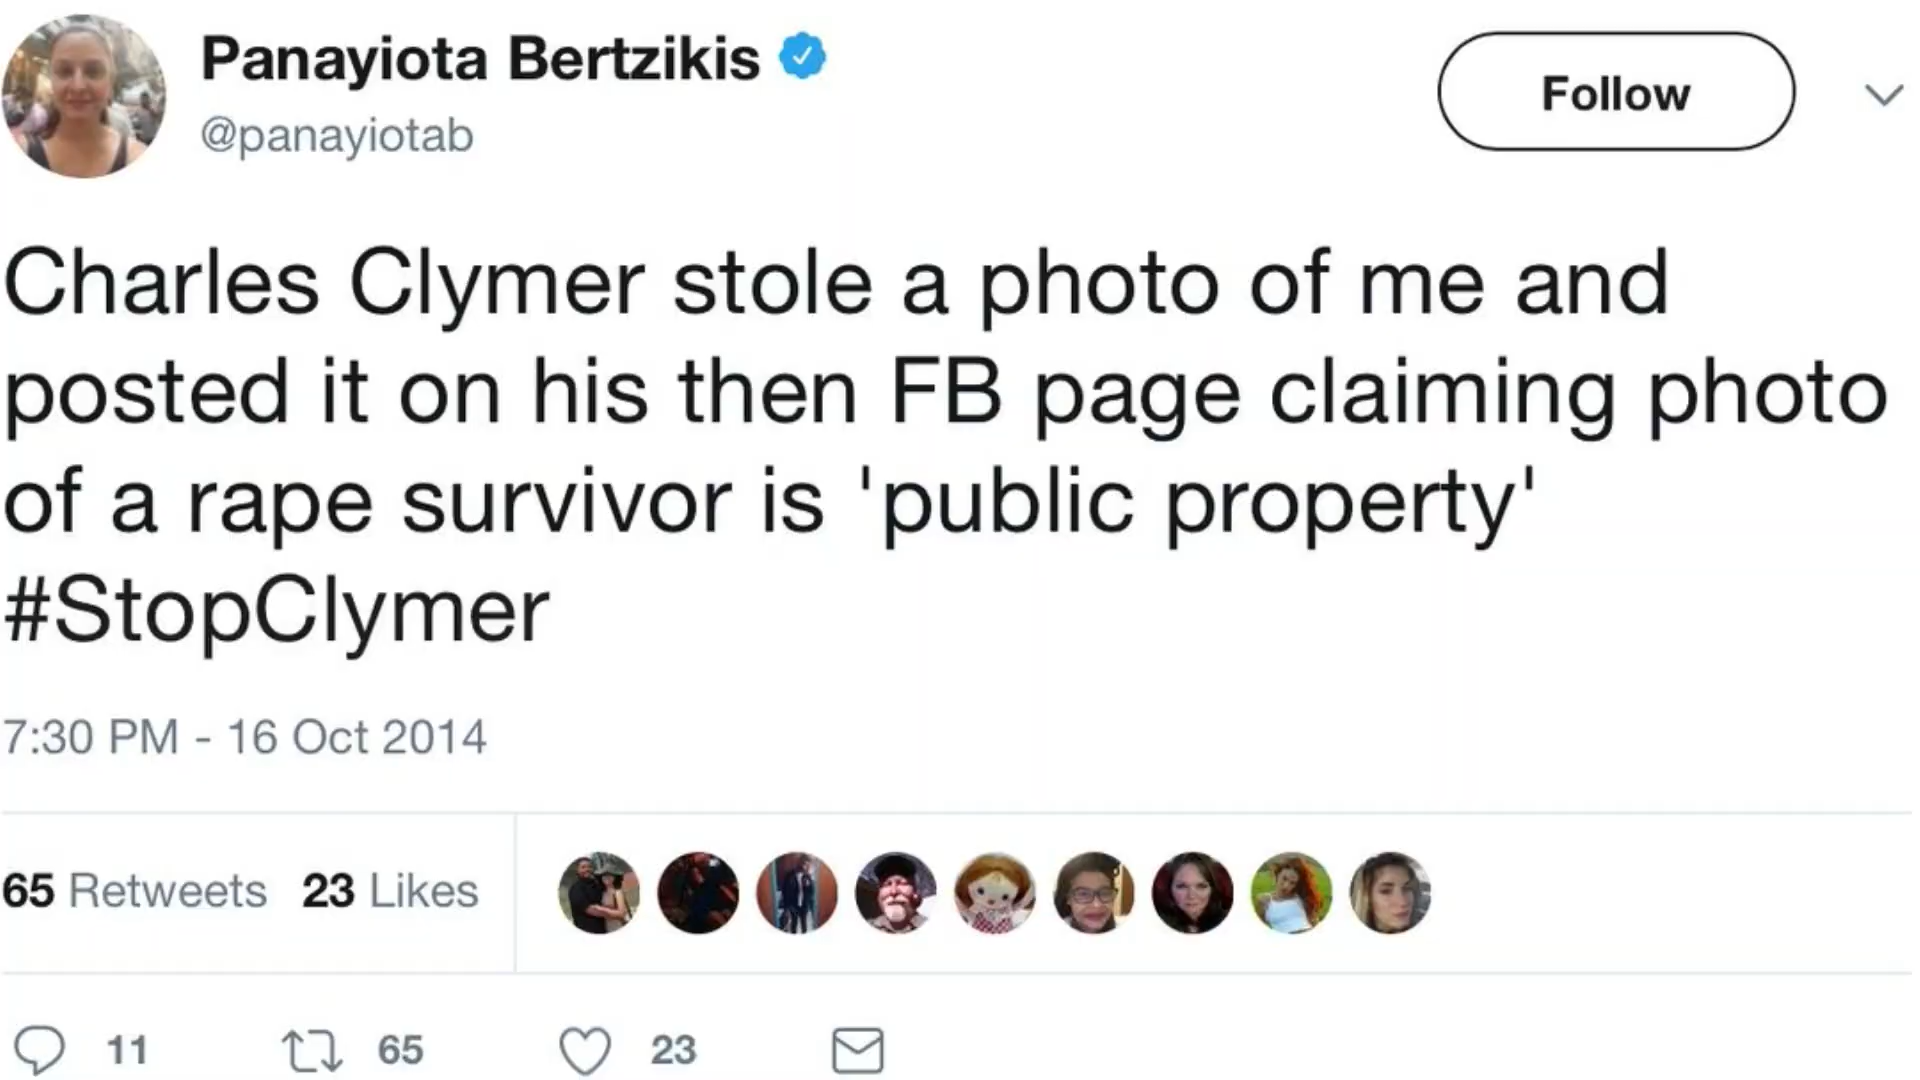 Panayiota Bertzikis
@panayiotab
Follow
Charles Clymer stole a photo of me and
posted it on his then FB page claiming photo
of a rape survivor is 'public property'
#StopClymer
7:30 PM - 16 Oct 2014
65 Retweets 23 Likes
11 65 23